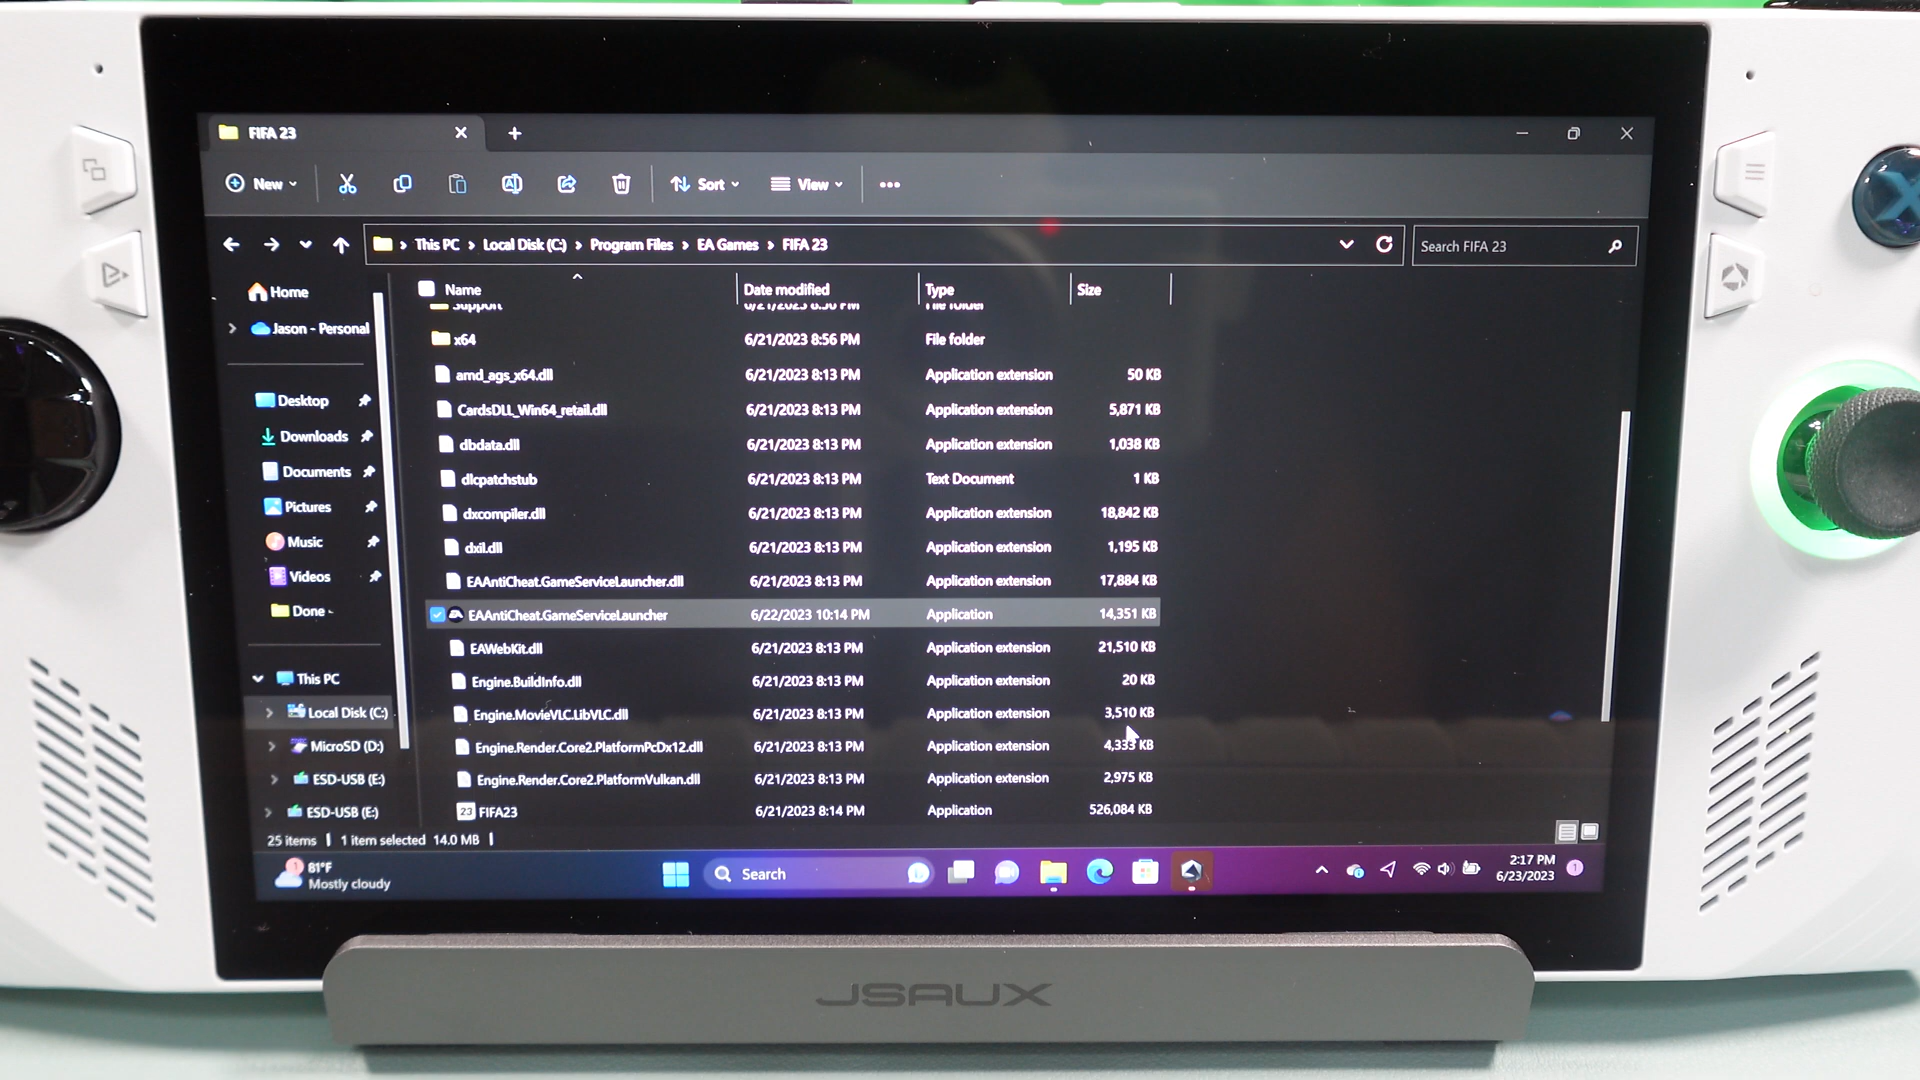 FIFA 23
New
Sort
View
This PC > Local Disk (C:) > Program Files > EA Games > FIFA 23
Search FIFA 23
Name Date modified Type Size
support 6/21/2023 8:56 PM File folder
x64 6/21/2023 8:56 PM File folder
amd_ags_x64.dll 6/21/2023 8:13 PM Application extension 50 KB
CardsDLL_Win64_retail.dll 6/21/2023 8:13 PM Application extension 5,871 KB
dbdata.dll 6/21/2023 8:13 PM Application extension 1,038 KB
dlcpatchstub 6/21/2023 8:13 PM Text Document 1 KB
dxcompiler.dll 6/21/2023 8:13 PM Application extension 18,842 KB
dxil.dll 6/21/2023 8:13 PM Application extension 1,195 KB
EAAntiCheat.GameServiceLauncher.dll 6/21/2023 8:13 PM Application extension 17,884 KB
EAAntiCheat.GameServiceLauncher 6/22/2023 10:14 PM Application 14,351 KB
EAWebKit.dll 6/21/2023 8:13 PM Application extension 21,510 KB
Engine.BuildInfo.dll 6/21/2023 8:13 PM Application extension 20 KB
Engine.MovieVLC.LibVLC.dll 6/21/2023 8:13 PM Application extension 3,510 KB
Engine.Render.Core2.PlatformPcDx12.dll 6/21/2023 8:13 PM Application extension 4,333 KB
Engine.Render.Core2.PlatformVulkan.dll 6/21/2023 8:13 PM Application extension 2,975 KB
23 FIFA23 6/21/2023 8:14 PM Application 526,084 KB
Home
Jason - Personal
Desktop
Downloads
Documents
Pictures
Music
Videos
Done
This PC
Local Disk (C:)
MicroSD (D:)
ESD-USB (E:)
ESD-USB (E:)
25 items 1 item selected 14.0 MB
1
81°F
Mostly cloudy
Search
2:17 PM
6/23/2023
1
X
JSAUX